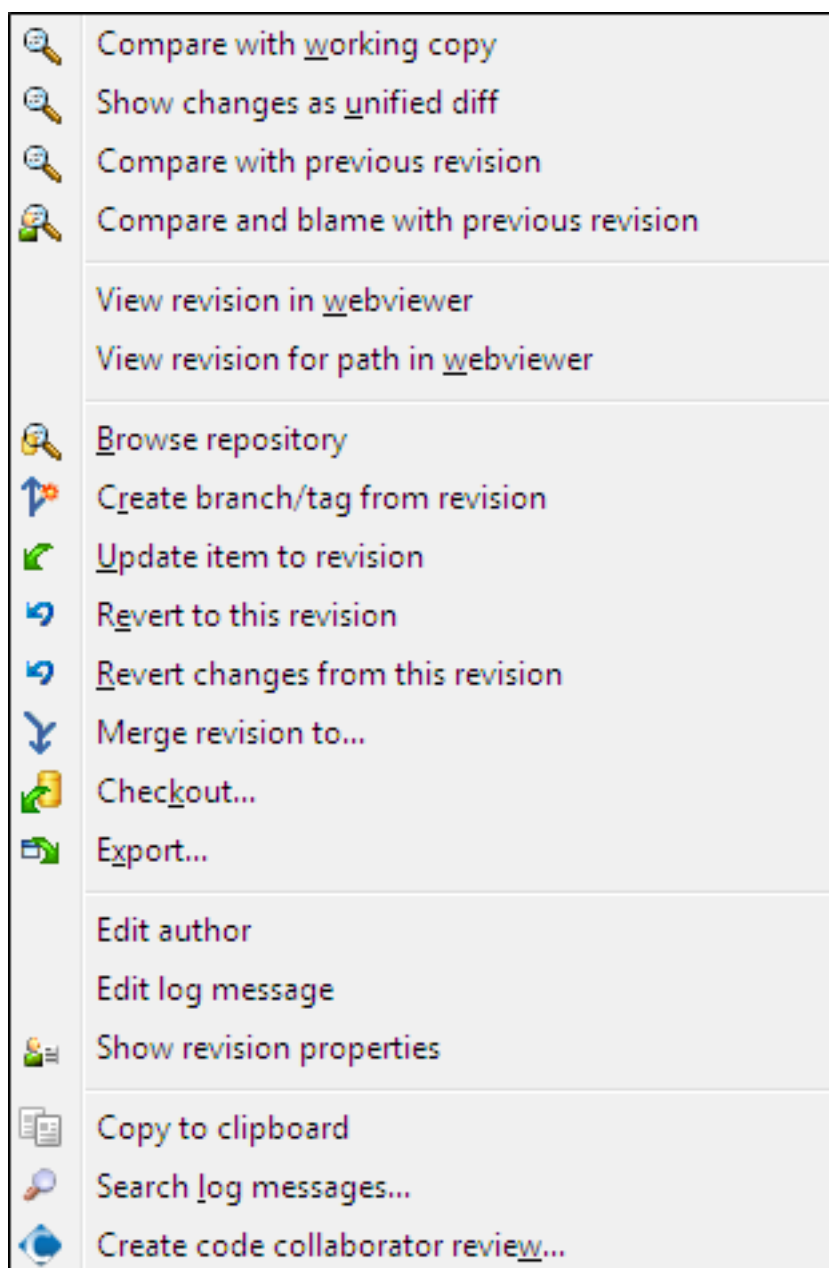 Compare with working copy
Show changes as unified diff
Compare with previous revision
Compare and blame with previous revision
View revision in webviewer
View revision for path in webviewer
Browse repository
Create branch/tag from revision
Update item to revision
Revert to this revision
Revert changes from this revision
Merge revision to...
Checkout...
Export...
Edit author
Edit log message
Show revision properties
Copy to clipboard
Search log messages...
Create code collaborator review...